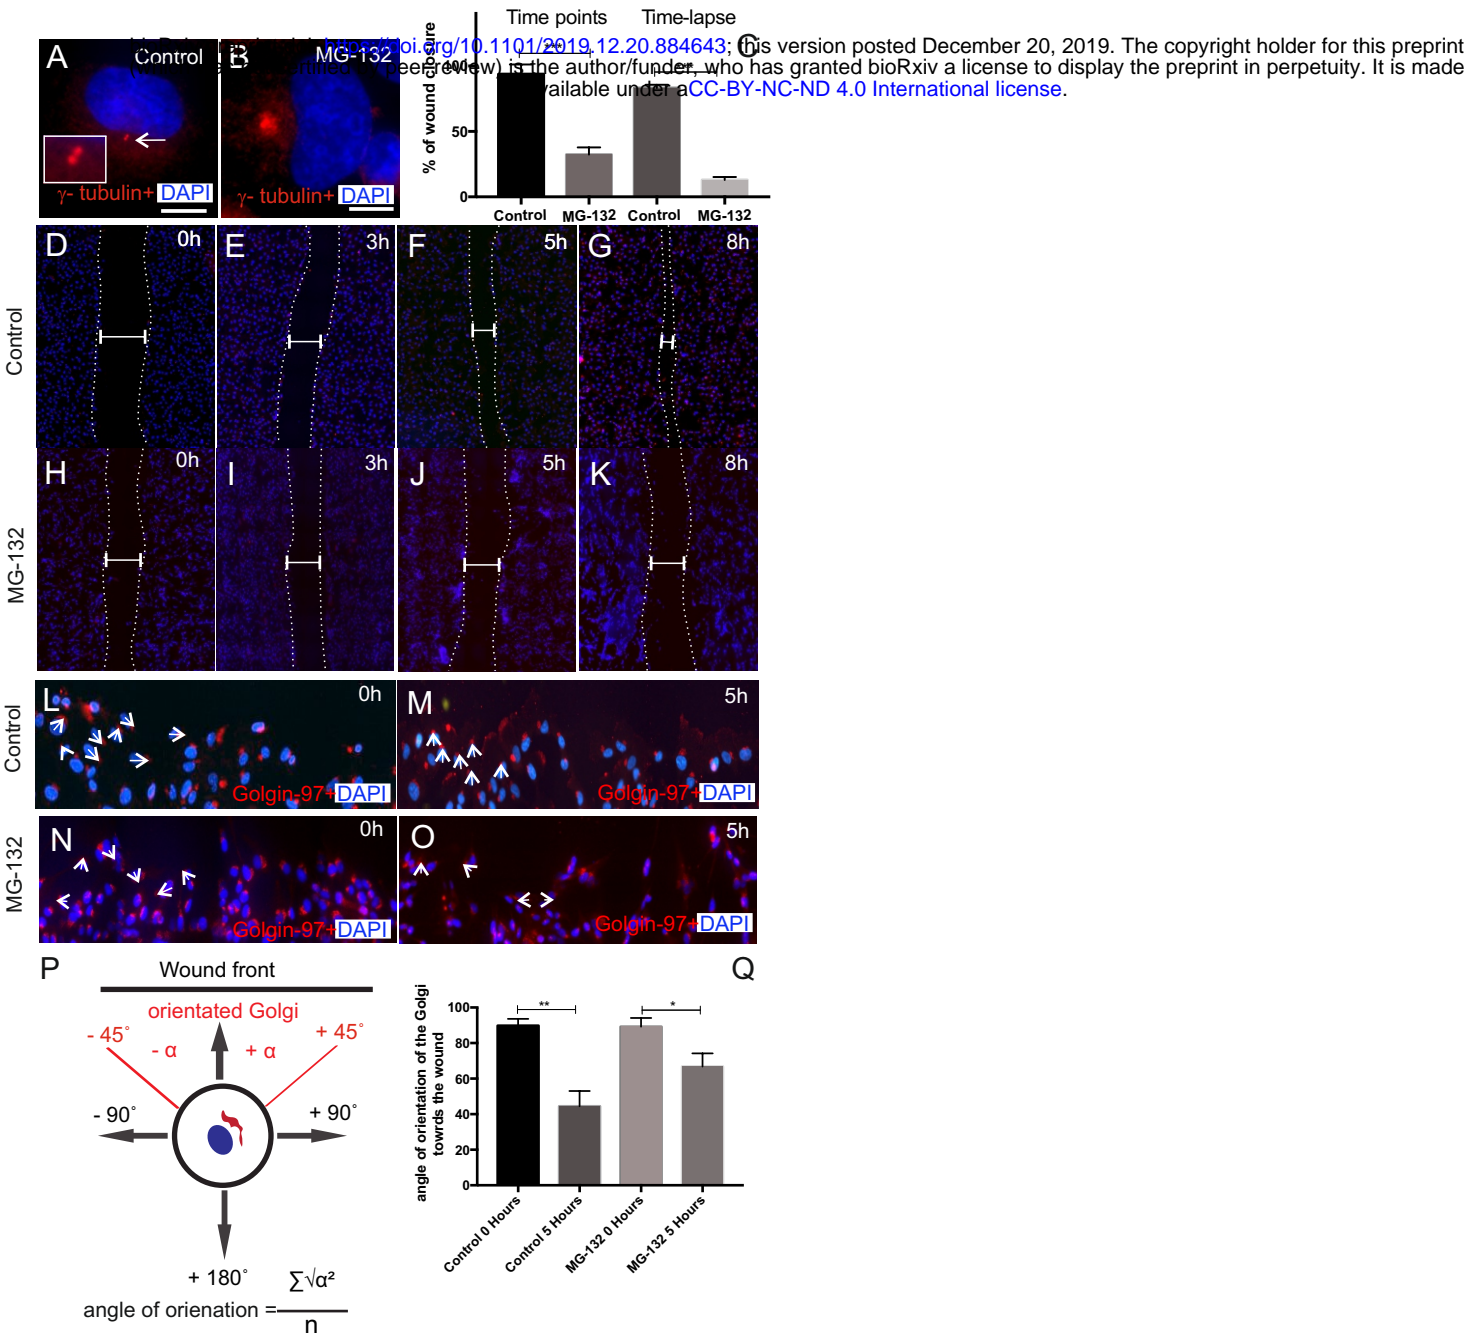 Time points Time-lapse
https://doi.org/10.1101/2019.12.20.884643; this version posted December 20, 2019. The copyright holder for this preprint
peer review) is the author/funder, who has granted bioRxiv a license to display the preprint in perpetuity. It is made
available under aCC-BY-NC-ND 4.0 International license.
A Control
γ- tubulin+ DAPI
B MG-132
γ- tubulin+ DAPI
C
% of wound closure
100
50
0
Control MG-132 Control MG-132
Control
D 0h
E 3h
F 5h
G 8h
MG-132
H 0h
I 3h
J 5h
K 8h
Control
L 0h
Golgin-97+DAPI
M 5h
Golgin-97+DAPI
MG-132
N 0h
Golgin-97+DAPI
O 5h
Golgin-97+DAPI
P
Wound front
orientated Golgi
- 45° + 45°
- α + α
- 90° + 90°
+ 180°
angle of orienation = ∑√α²
n
Q
angle of orientation of the Golgi
towrds the wound
100
80
60
40
20
0
** *
Control 0 Hours
Control 5 Hours
MG-132 0 Hours
MG-132 5 Hours